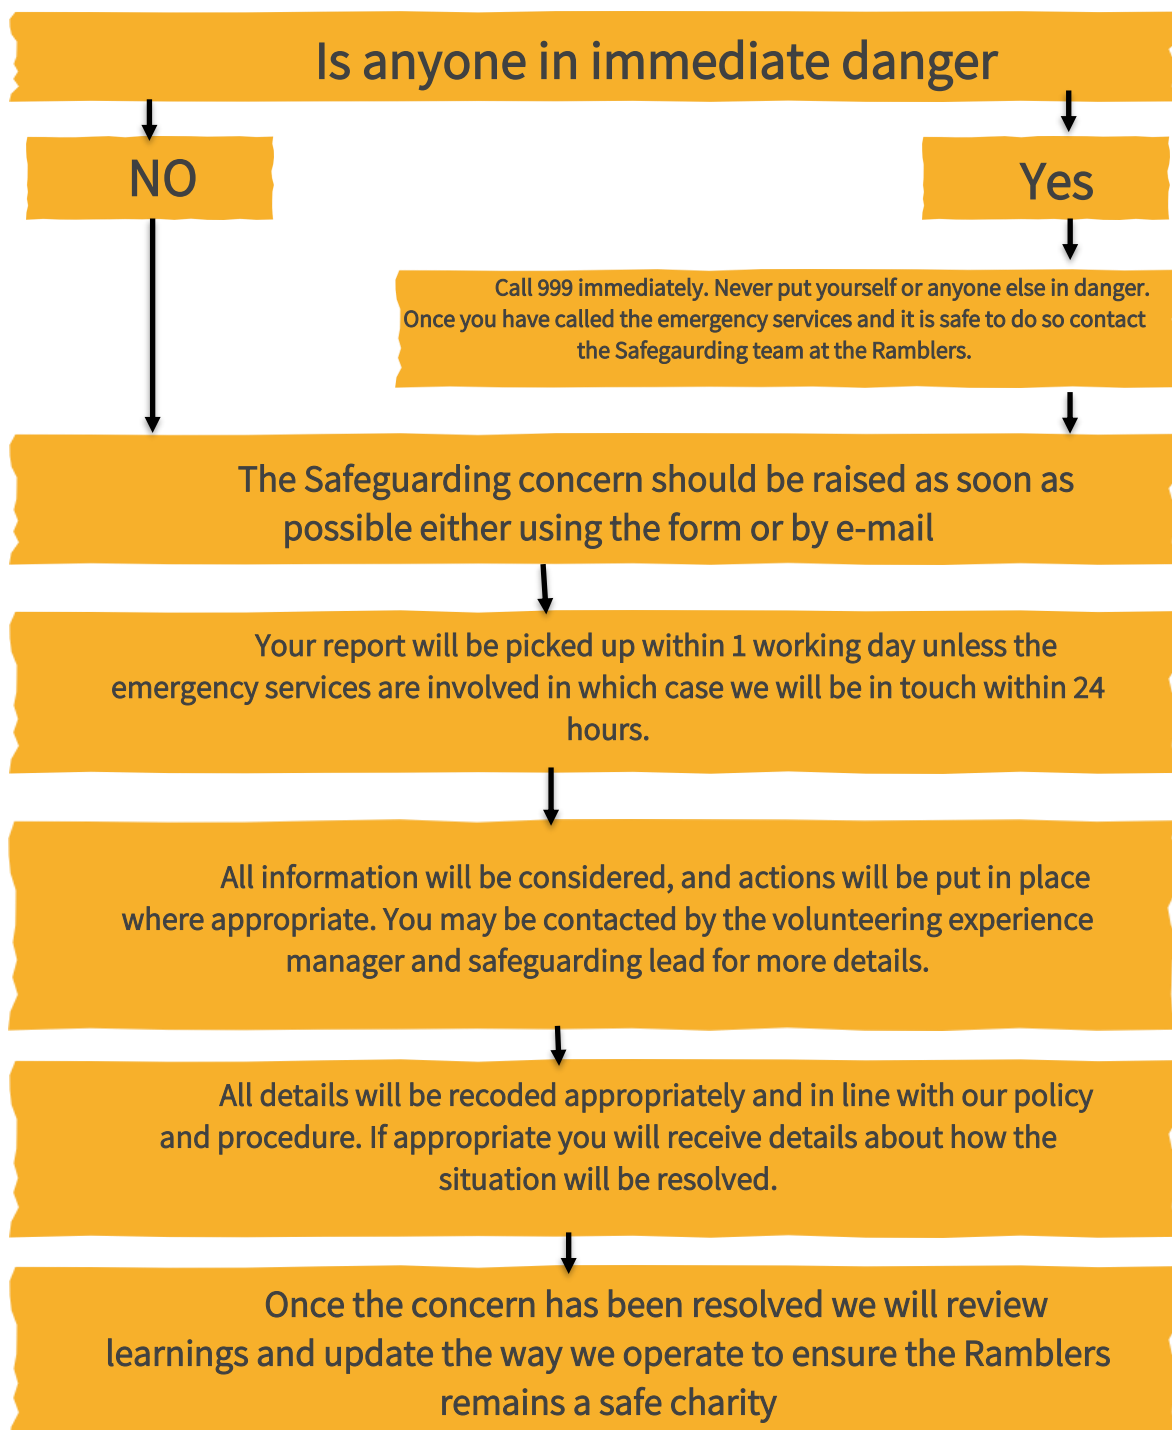 Is anyone in immediate danger
NO
Yes
Call 999 immediately. Never put yourself or anyone else in danger.
Once you have called the emergency services and it is safe to do so contact
the Safegaurding team at the Ramblers.
The Safeguarding concern should be raised as soon as
possible either using the form or by e-mail
Your report will be picked up within 1 working day unless the
emergency services are involved in which case we will be in touch within 24
hours.
All information will be considered, and actions will be put in place
where appropriate. You may be contacted by the volunteering experience
manager and safeguarding lead for more details.
All details will be recoded appropriately and in line with our policy
and procedure. If appropriate you will receive details about how the
situation will be resolved.
Once the concern has been resolved we will review
learnings and update the way we operate to ensure the Ramblers
remains a safe charity